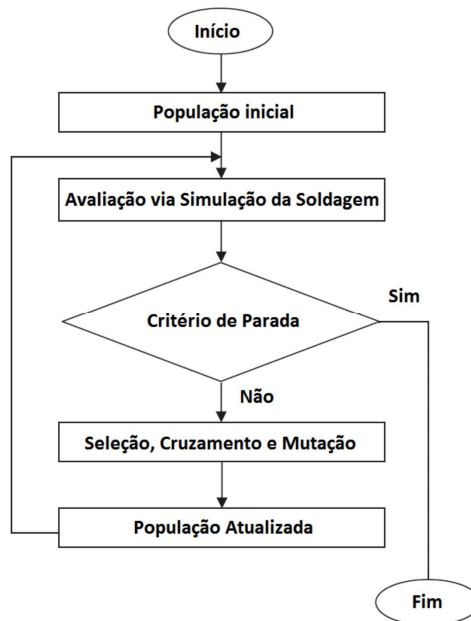 Início
População inicial
Avaliação via Simulação da Soldagem
Sim
Critério de Parada
Não
Seleção, Cruzamento e Mutação
População Atualizada
Fim